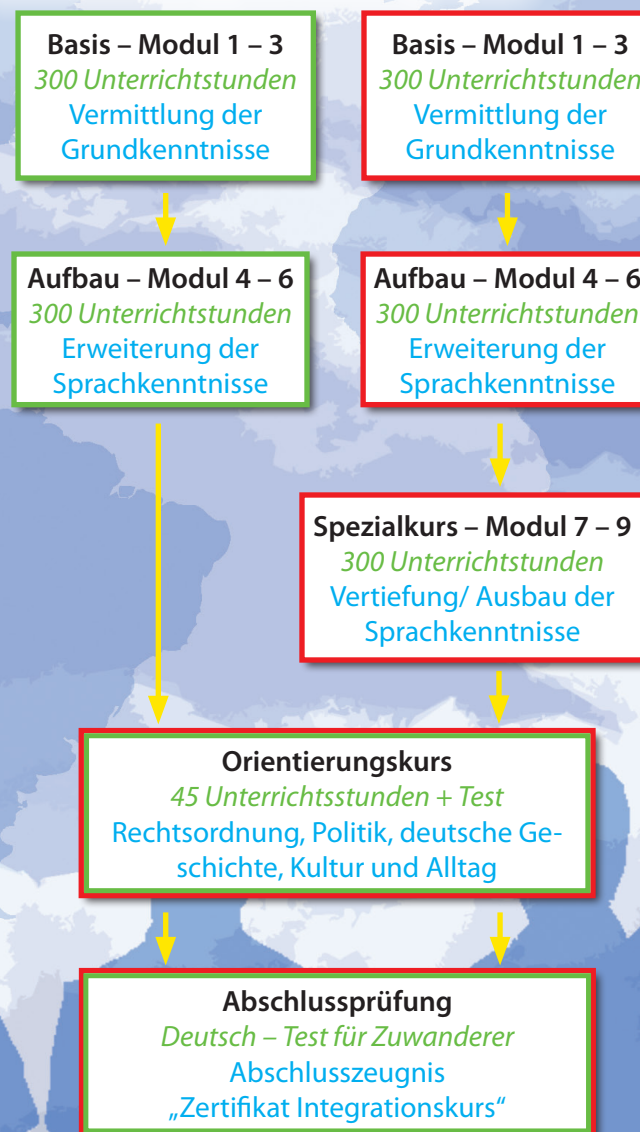 Basis – Modul 1 – 3
300 Unterrichtstunden
Vermittlung der
Grundkenntnisse
Basis – Modul 1 – 3
300 Unterrichtstunden
Vermittlung der
Grundkenntnisse
Aufbau – Modul 4 – 6
300 Unterrichtstunden
Erweiterung der
Sprachkenntnisse
Aufbau – Modul 4 – 6
300 Unterrichtstunden
Erweiterung der
Sprachkenntnisse
Spezialkurs – Modul 7 – 9
300 Unterrichtstunden
Vertiefung/ Ausbau der
Sprachkenntnisse
Orientierungskurs
45 Unterrichtsstunden + Test
Rechtsordnung, Politik, deutsche Ge-
schichte, Kultur und Alltag
Abschlussprüfung
Deutsch – Test für Zuwanderer
Abschlusszeugnis
„Zertifikat Integrationskurs“